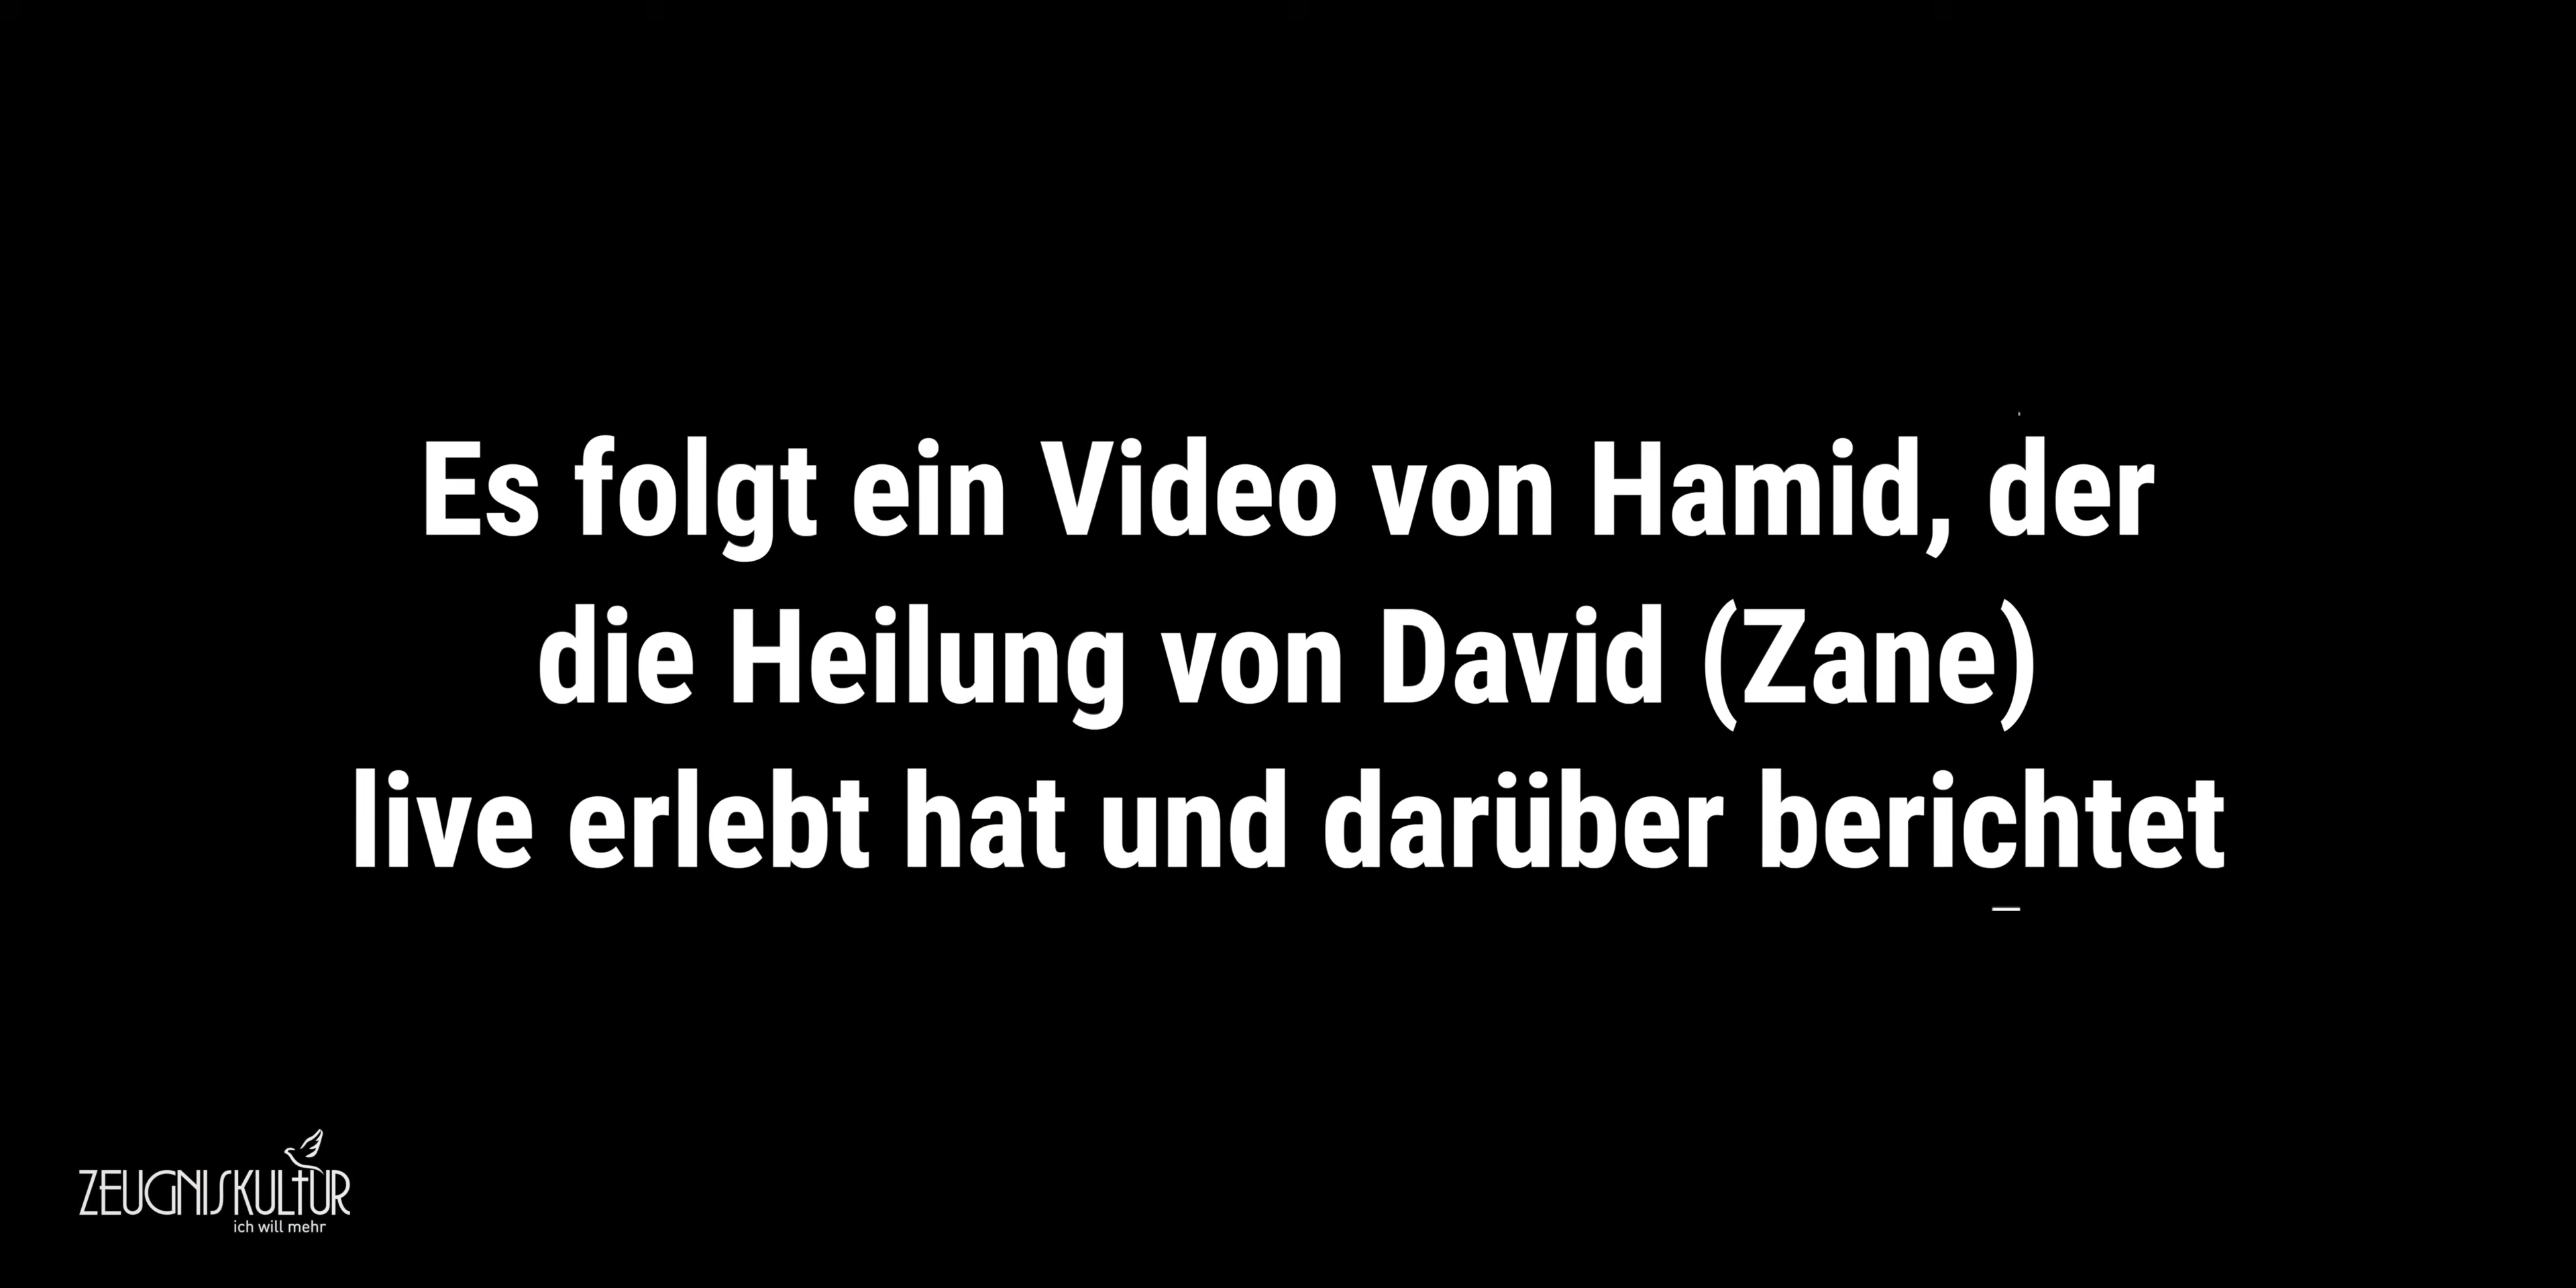 Es folgt ein Video von Hamid, der
die Heilung von David (Zane)
live erlebt hat und darüber berichtet
ZEUGNISKULTUR
ich will mehr